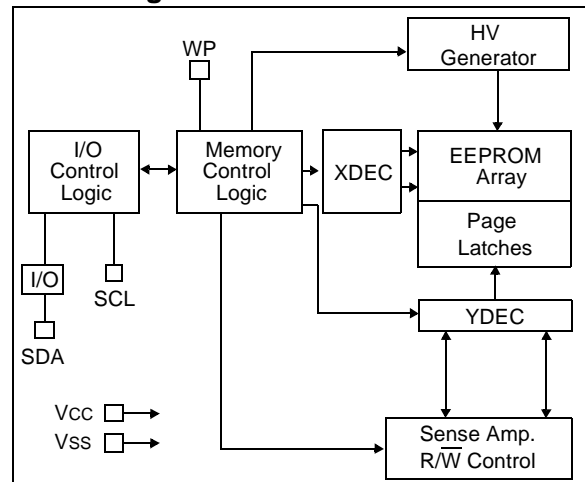 WP
HV
Generator
I/O
Control
Logic
Memory
Control
Logic
XDEC
EEPROM
Array
Page
Latches
I/O
SCL
SDA
YDEC
Vcc
Vss
Sense Amp.
R/W̅ Control